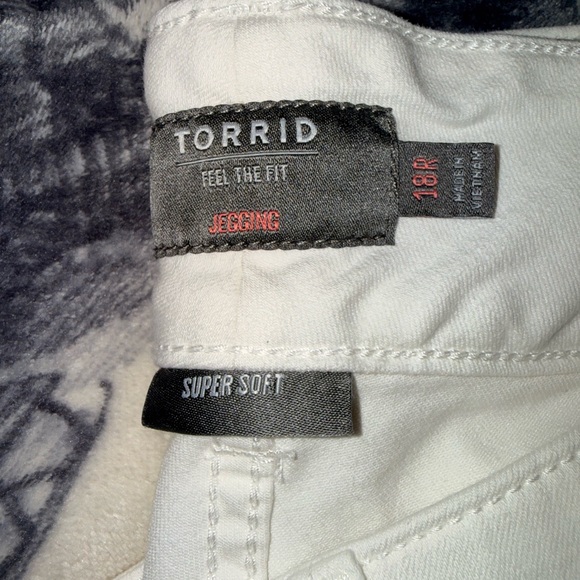 TORRID
FEEL THE FIT
JEGGING
18R
MADE IN
VIETNAM
SUPER SOFT